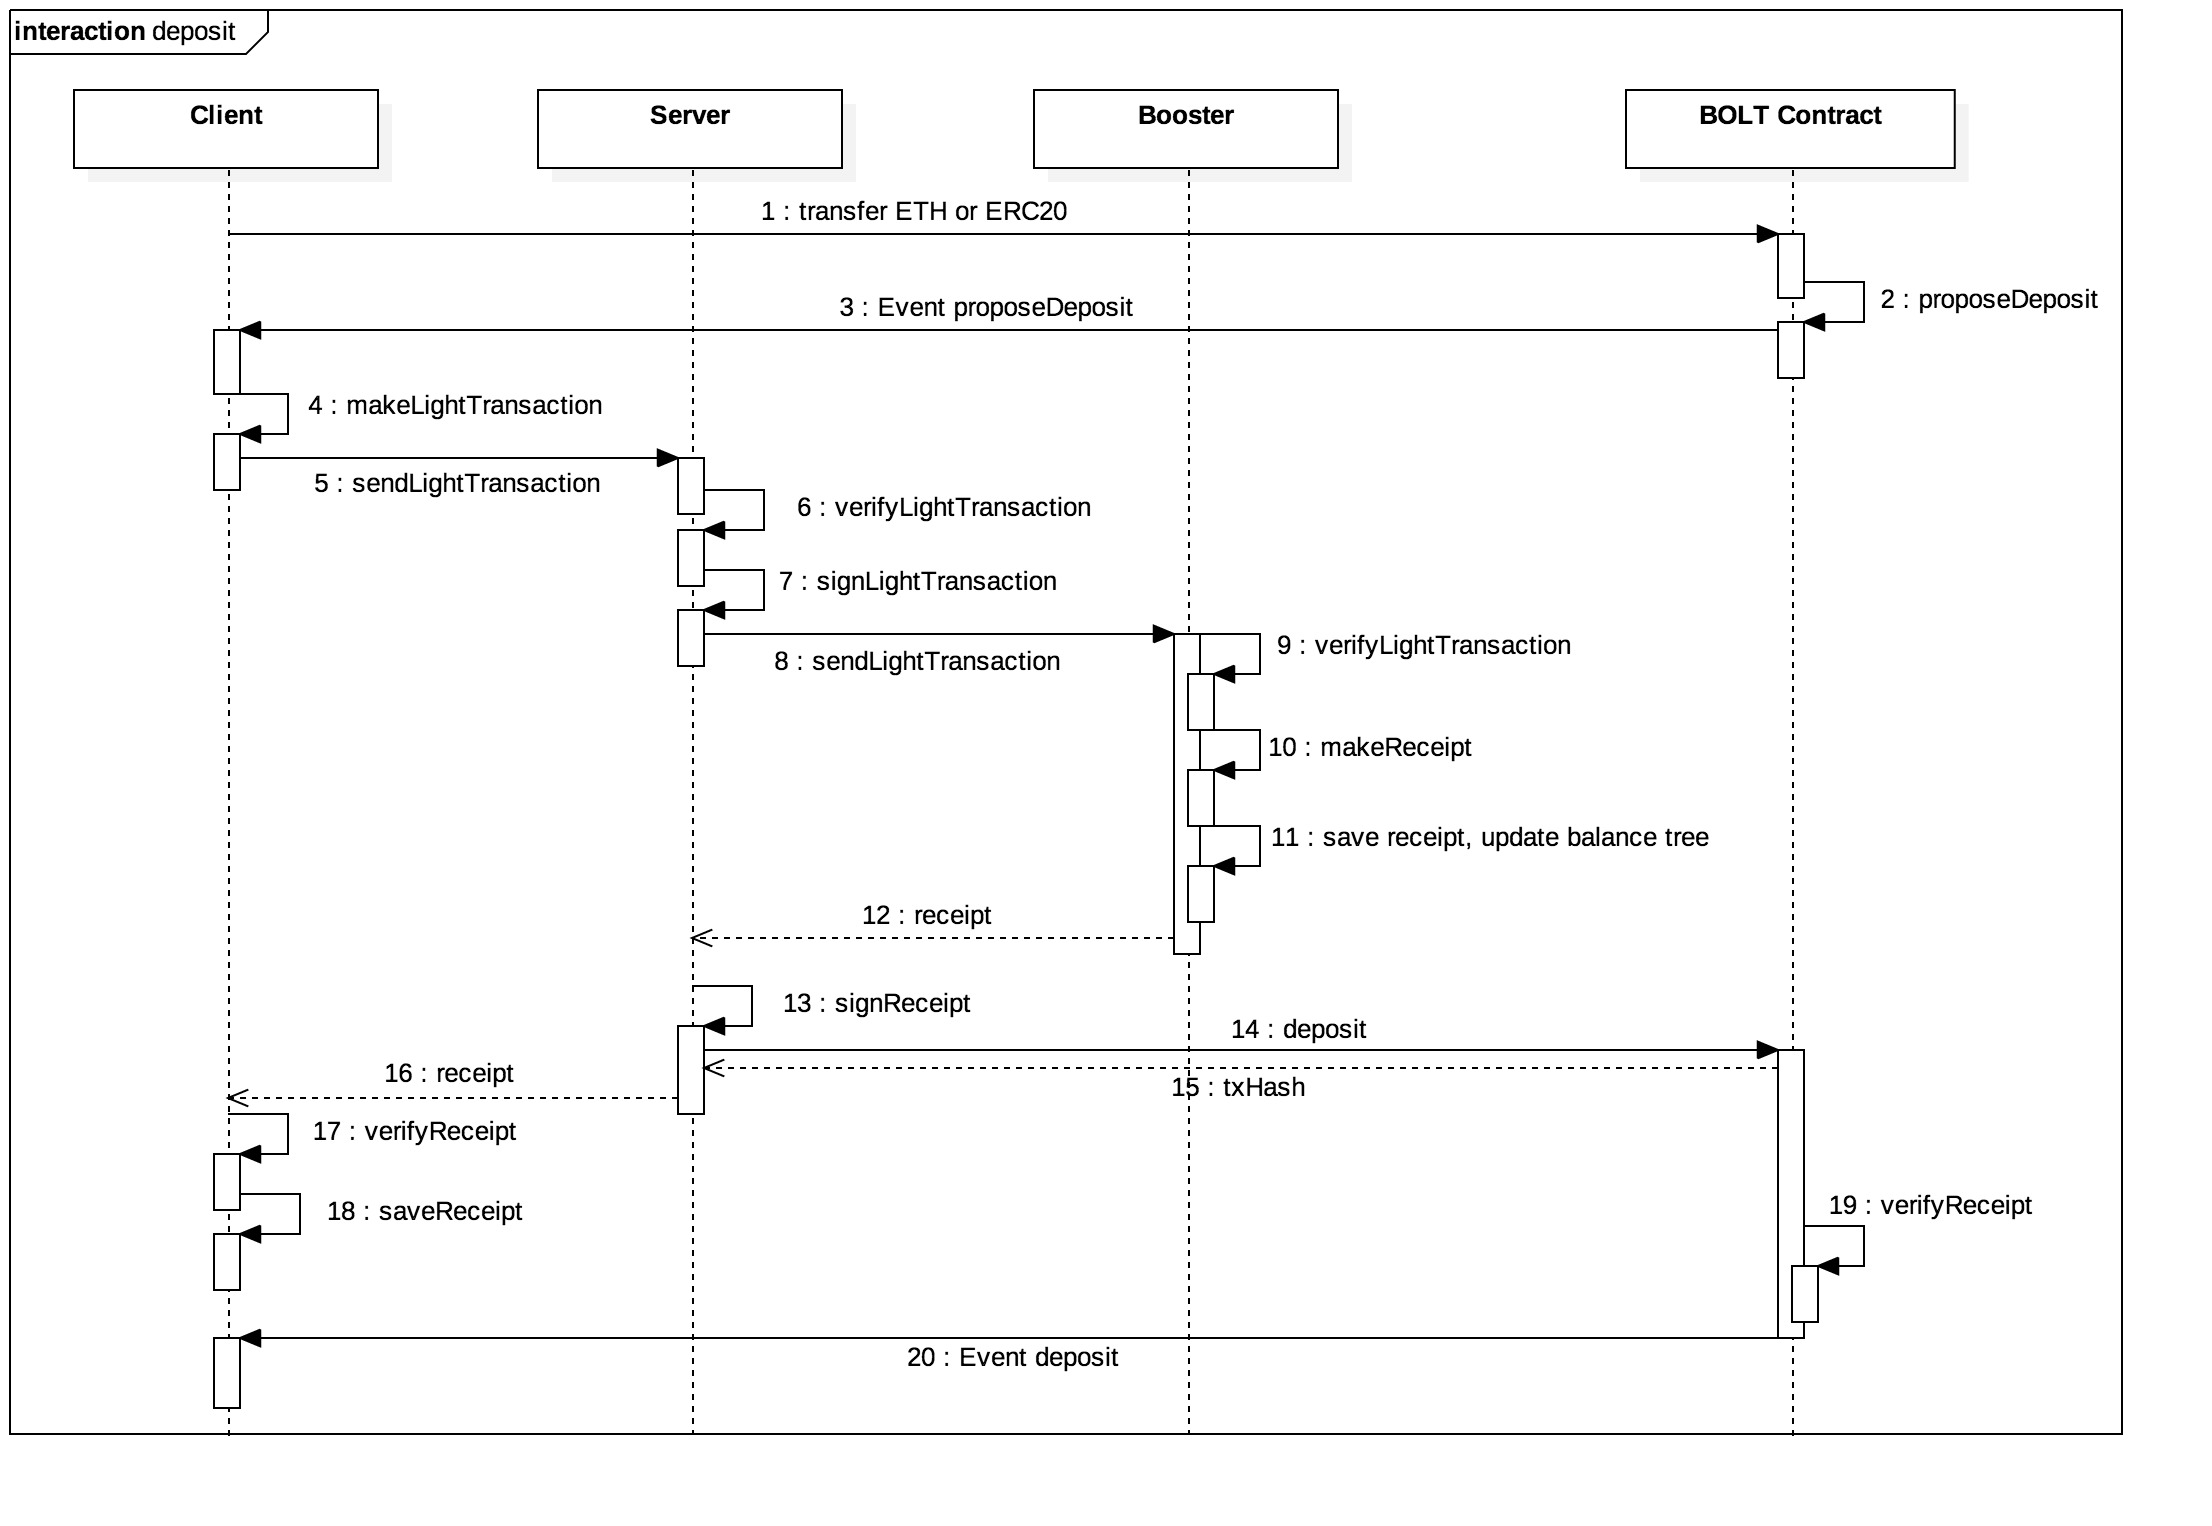 interaction deposit
Client
Server
Booster
BOLT Contract
1 : transfer ETH or ERC20
2 : proposeDeposit
3 : Event proposeDeposit
4 : makeLightTransaction
5 : sendLightTransaction
6 : verifyLightTransaction
7 : signLightTransaction
8 : sendLightTransaction
9 : verifyLightTransaction
10 : makeReceipt
11 : save receipt, update balance tree
12 : receipt
13 : signReceipt
14 : deposit
15 : txHash
16 : receipt
17 : verifyReceipt
18 : saveReceipt
19 : verifyReceipt
20 : Event deposit